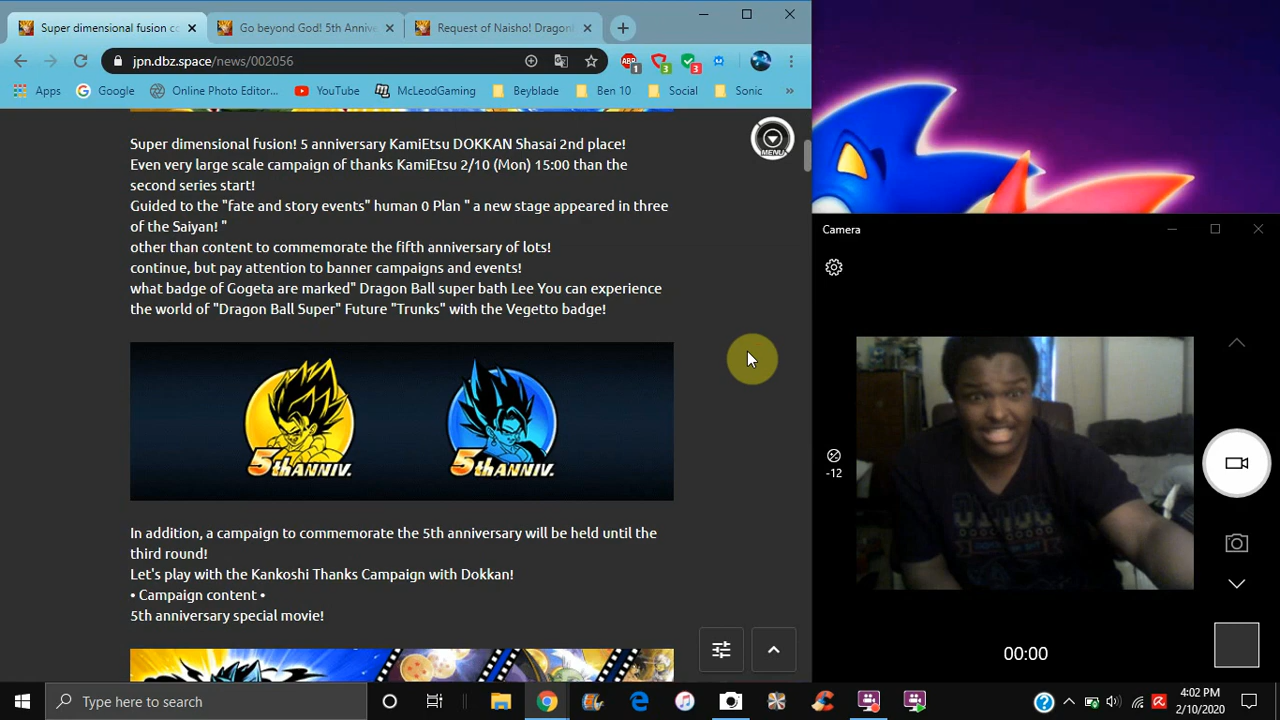 Super dimensional fusion co
Go beyond God! 5th Annive
Request of Naisho! Dragonl
jpn.dbz.space/news/002056
Apps
Google
Online Photo Editor...
YouTube
McLeodGaming
Beyblade
Ben 10
Social
Sonic
»
ABP
1
3
3
MENU
Super dimensional fusion! 5 anniversary KamiEtsu DOKKAN Shasai 2nd place!
Even very large scale campaign of thanks KamiEtsu 2/10 (Mon) 15:00 than the
second series start!
Guided to the "fate and story events" human 0 Plan " a new stage appeared in three
of the Saiyan! "
other than content to commemorate the fifth anniversary of lots!
continue, but pay attention to banner campaigns and events!
what badge of Gogeta are marked" Dragon Ball super bath Lee You can experience
the world of "Dragon Ball Super" Future "Trunks" with the Vegetto badge!
5thANNIV.
5thANNIV.
In addition, a campaign to commemorate the 5th anniversary will be held until the
third round!
Let's play with the Kankoshi Thanks Campaign with Dokkan!
• Campaign content •
5th anniversary special movie!
Camera
-12
00:00
Type here to search
4:02 PM
2/10/2020